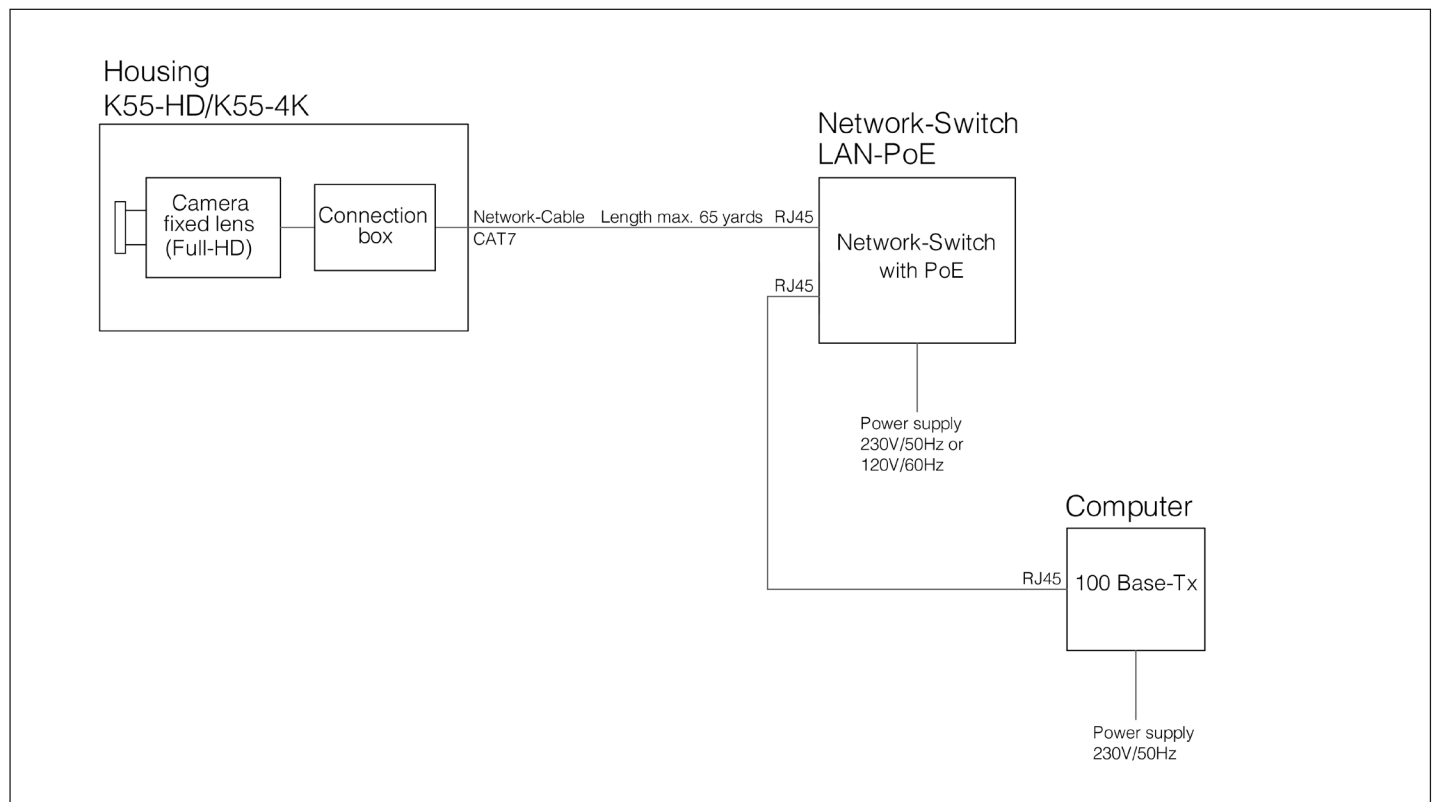 Housing
K55-HD/K55-4K
Camera
fixed lens
(Full-HD)
Connection
box
Network-Cable
CAT7
Length max. 65 yards
RJ45
Network-Switch
LAN-PoE
Network-Switch
with PoE
RJ45
Power supply
230V/50Hz or
120V/60Hz
Computer
RJ45
100 Base-Tx
Power supply
230V/50Hz